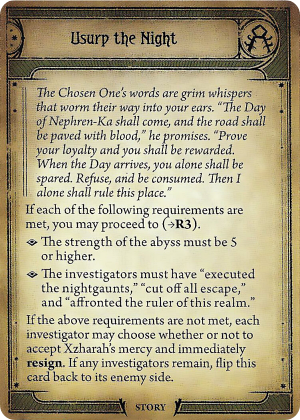 Usurp the Night
The Chosen One's words are grim whispers
that worm their way into your ears. “The Day
of Nephren-Ka shall come, and the road shall
be paved with blood,” he promises. “Prove
your loyalty and you shall be rewarded.
When the Day arrives, you alone shall be
spared. Refuse, and be consumed. Then I
alone shall rule this place.”
If each of the following requirements are
met, you may proceed to (→R3).
The strength of the abyss must be 5
or higher.
The investigators must have “executed
the nightgaunts,” “cut off all escape,”
and “affronted the ruler of this realm.”
If the above requirements are not met, each
investigator may choose whether or not to
accept Xzharah's mercy and immediately
resign. If any investigators remain, flip this
card back to its enemy side.
STORY